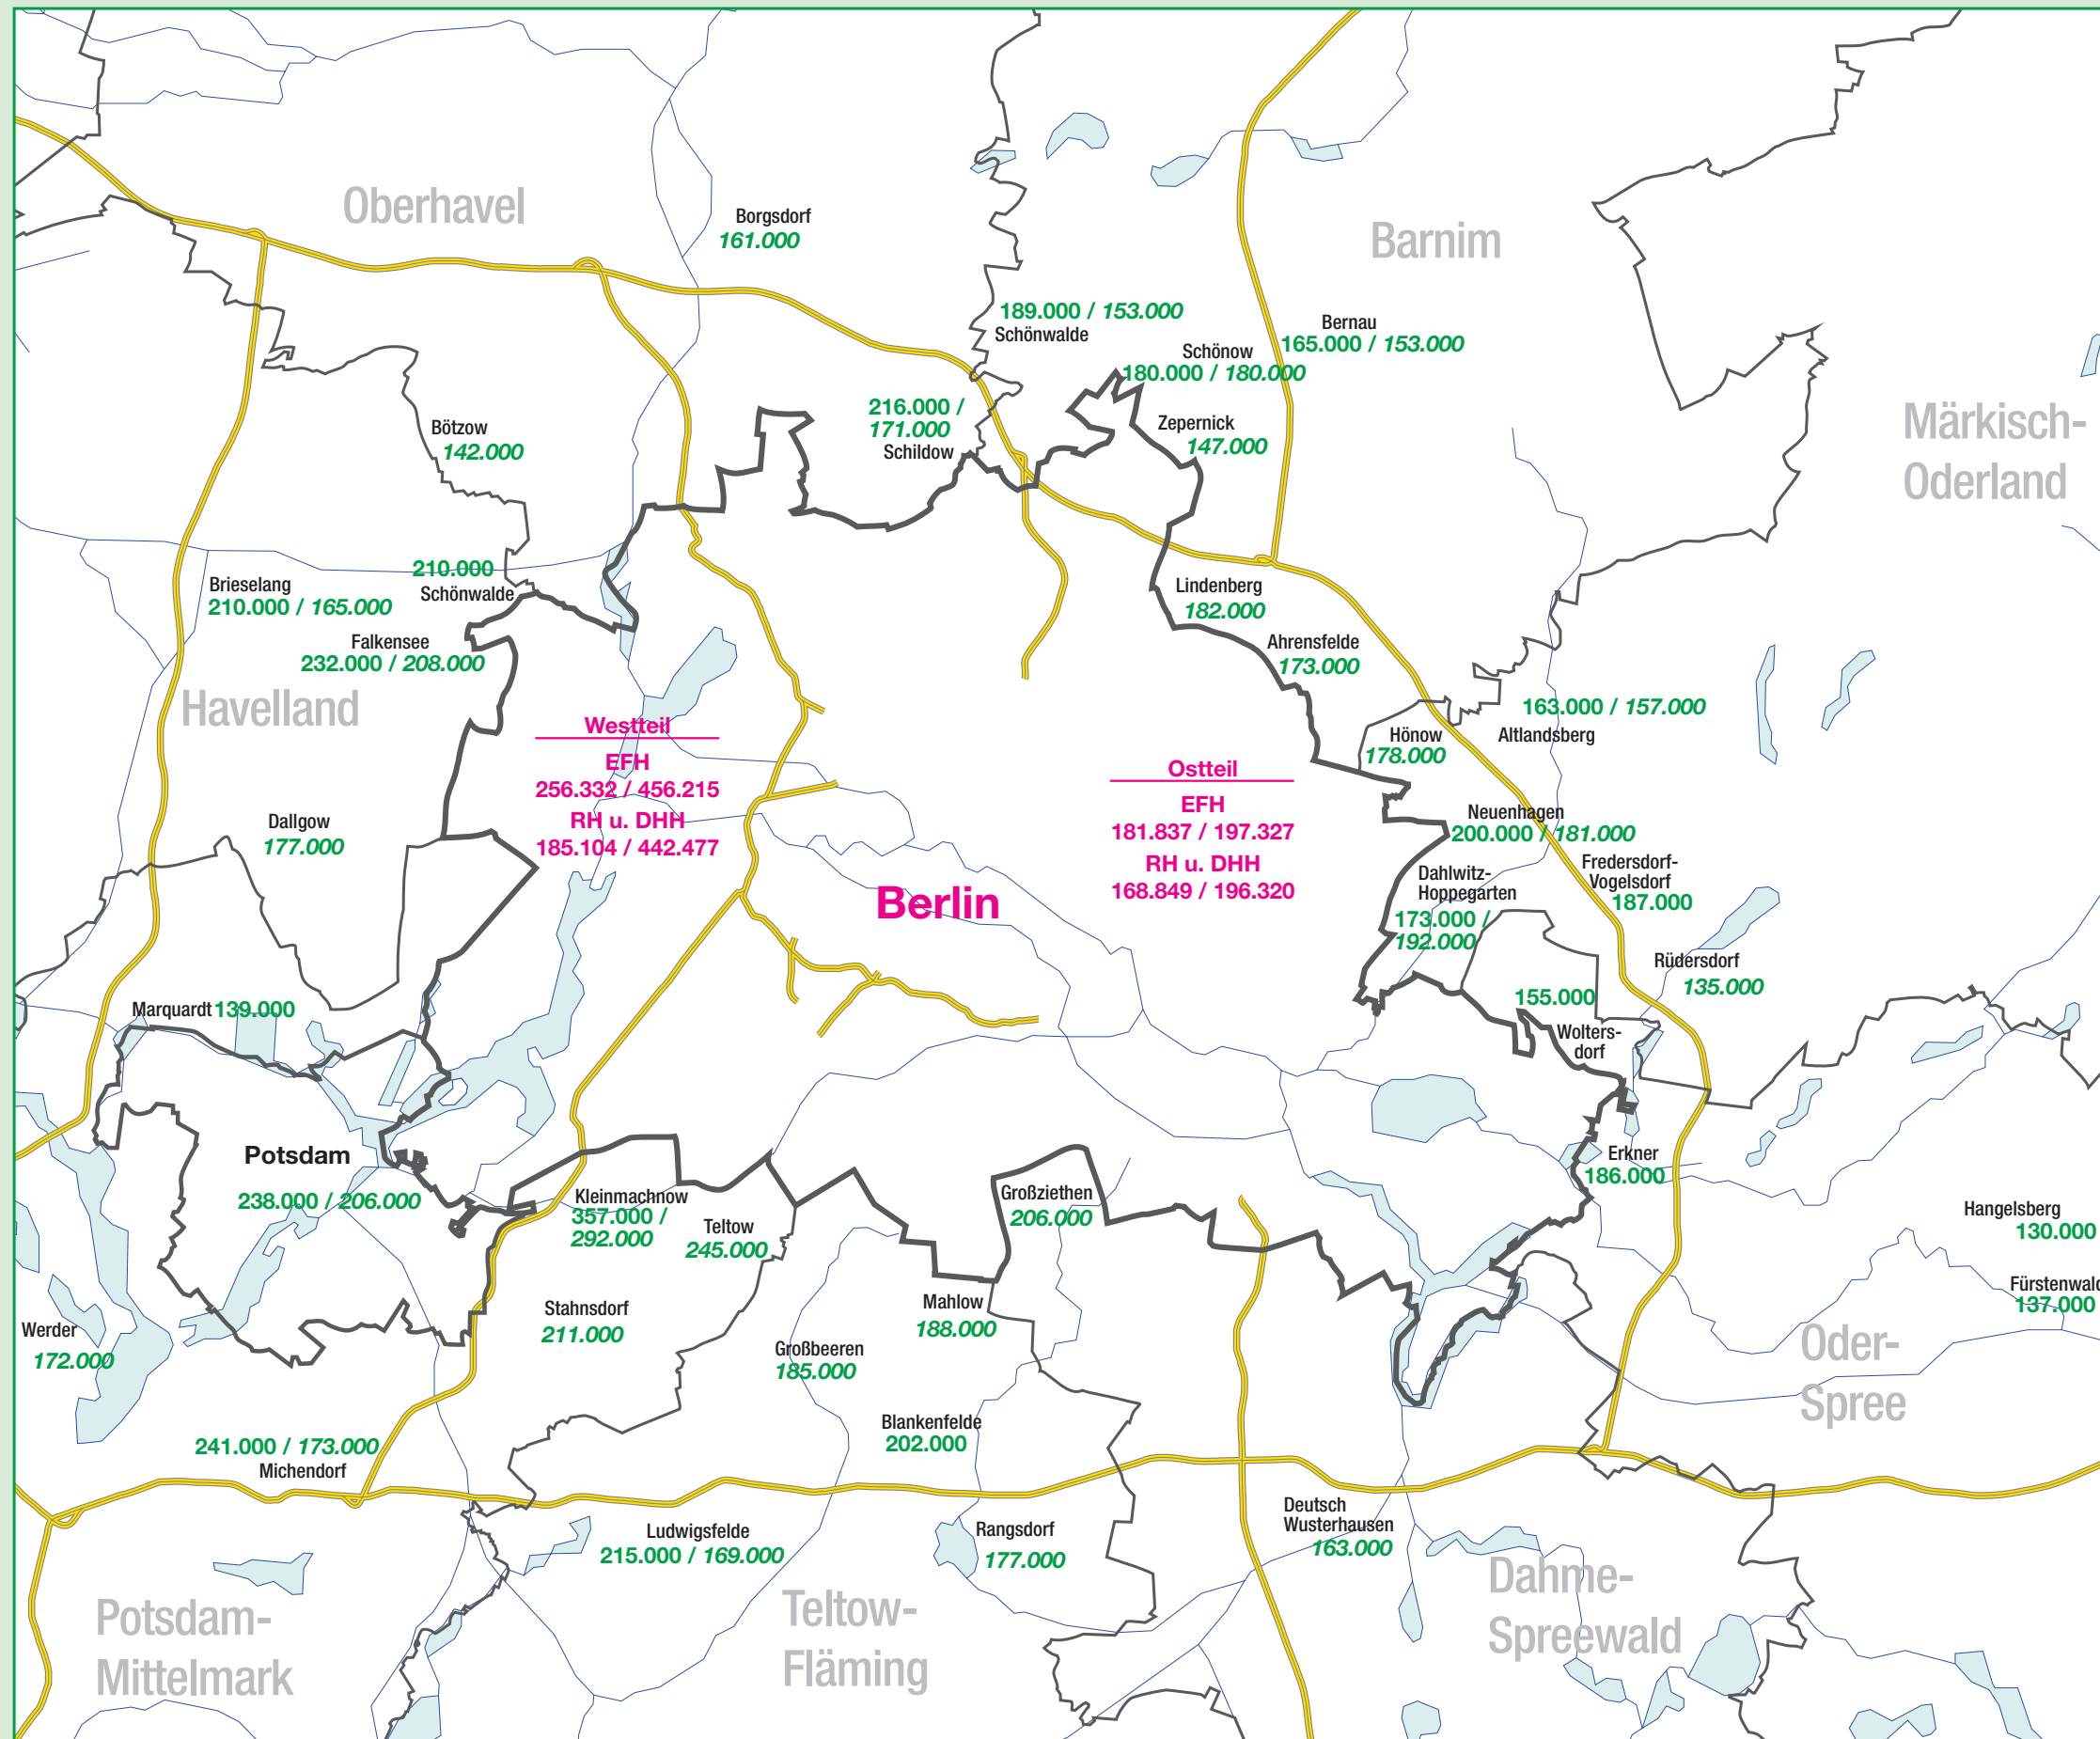 Oberhavel
Borgsdorf
161.000
Barnim
189.000 / 153.000
Schönwalde
Bernau
165.000 / 153.000
Schönow
180.000 / 180.000
216.000 /
171.000
Schildow
Zepernick
147.000
Märkisch-
Oderland
Bötzow
142.000
210.000
Schönwalde
Brieselang
210.000 / 165.000
Falkensee
232.000 / 208.000
Havelland
Lindenberg
182.000
Ahrensfelde
173.000
163.000 / 157.000
Altlandsberg
Hönow
178.000
Westteil
EFH
256.332 / 456.215
RH u. DHH
185.104 / 442.477
Ostteil
EFH
181.837 / 197.327
RH u. DHH
168.849 / 196.320
Berlin
Dallgow
177.000
Neuenhagen
200.000 / 181.000
Fredersdorf-
Vogelsdorf
187.000
Dahlwitz-
Hoppegarten
173.000 /
192.000
Rüdersdorf
135.000
155.000
Wolters-
dorf
Marquardt 139.000
Potsdam
238.000 / 206.000
Kleinmachnow
357.000 /
292.000
Teltow
245.000
Großziethen
206.000
Erkner
186.000
Hangelsberg
130.000
Fürstenwald
137.000
Stahnsdorf
211.000
Mahlow
188.000
Werder
172.000
Großbeeren
185.000
Oder-
Spree
Blankenfelde
202.000
241.000 / 173.000
Michendorf
Ludwigsfelde
215.000 / 169.000
Rangsdorf
177.000
Deutsch
Wusterhausen
163.000
Dahme-
Spreewald
Potsdam-
Mittelmark
Teltow-
Fläming